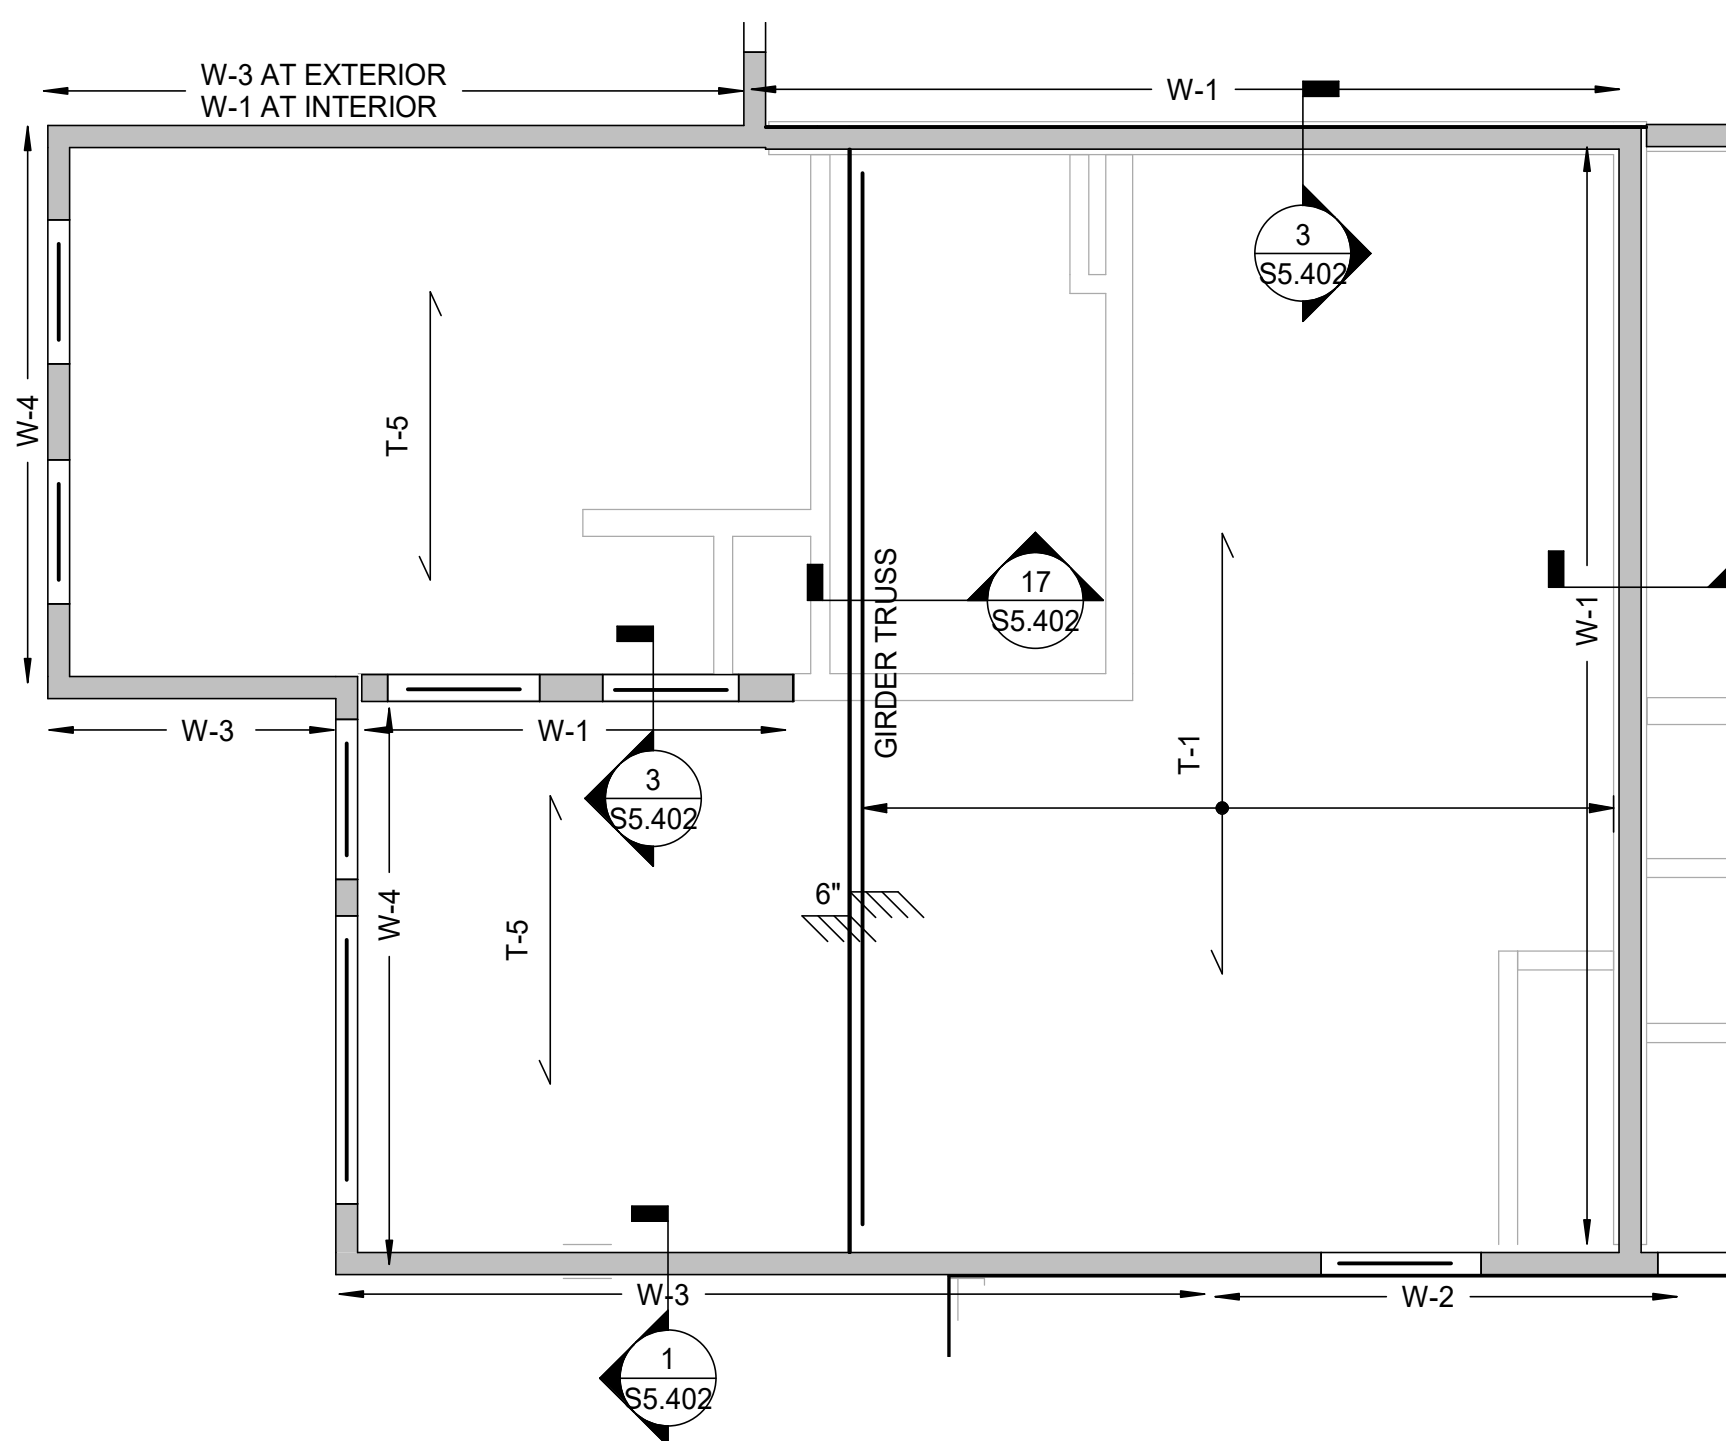 W-3 AT EXTERIOR
W-1 AT INTERIOR
W-1
3
S5.402
W-4
T-5
17
S5.402
GIRDER TRUSS
W-1
W-3
W-1
T-1
3
S5.402
6"
W-4
T-5
W-3
W-2
1
S5.402